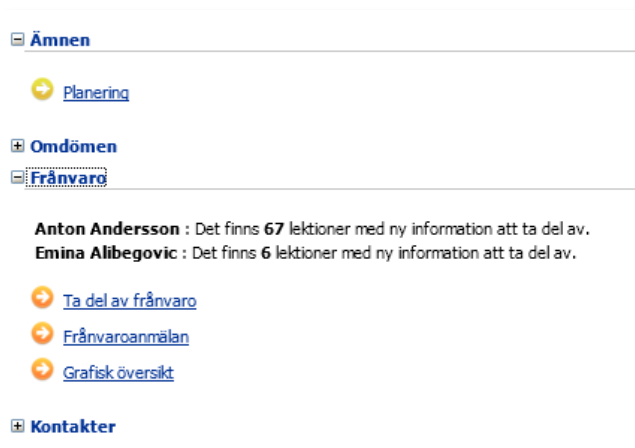 Ämnen
Planering
Omdömen
Frånvaro
Anton Andersson : Det finns 67 lektioner med ny information att ta del av.
Emina Alibegovic : Det finns 6 lektioner med ny information att ta del av.
Ta del av frånvaro
Frånvaroanmälan
Grafisk översikt
Kontakter